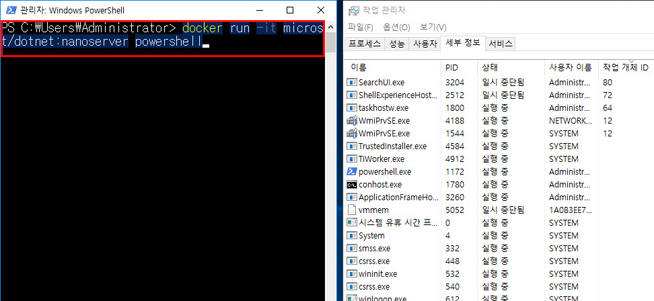 관리자: Windows PowerShell
PS C:\Users\Administrator> docker run -it micros
t/dotnet:nanoserver powershell
작업 관리자
파일(F) 옵션(O) 보기(V)
프로세스 성능 사용자 세부 정보 서비스
이름 PID 상태 사용자 이름 작업 개체 ID
SearchUI.exe 3204 일시 중단됨 Administr... 80
ShellExperienceHost... 2512 일시 중단됨 Administr... 72
taskhostw.exe 1800 실행 중 Administr... 64
WmiPrvSE.exe 4188 실행 중 NETWORK... 12
WmiPrvSE.exe 1544 실행 중 SYSTEM 12
TrustedInstaller.exe 4584 실행 중 SYSTEM
TiWorker.exe 4912 실행 중 SYSTEM
powershell.exe 1172 실행 중 Administr...
conhost.exe 1780 실행 중 Administr...
ApplicationFrameHo... 3260 실행 중 Administr...
vmmem 5052 일시 중단됨 1A0B3EE7...
시스템 유휴 시간 프... 0 실행 중 SYSTEM
System 4 실행 중 SYSTEM
smss.exe 332 실행 중 SYSTEM
csrss.exe 448 실행 중 SYSTEM
wininit.exe 532 실행 중 SYSTEM
csrss.exe 540 실행 중 SYSTEM
winlogon.exe 612 실행 중 SYSTEM